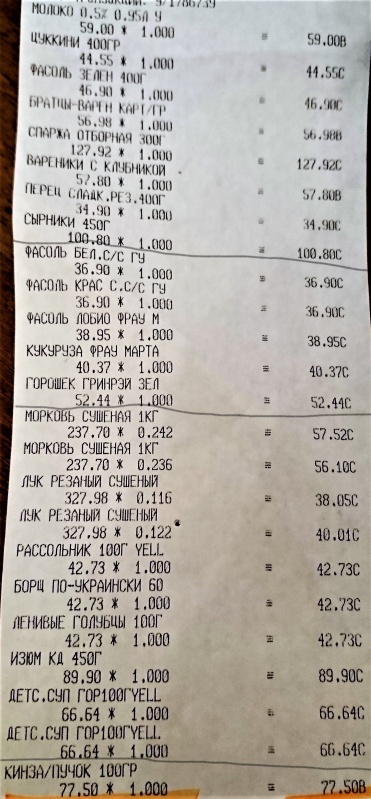 9/1786739
МОЛОКО 0.5% 0.95Л У
59.00 * 1.000 = 59.00В
ЦУККИНИ 400ГР
44.55 * 1.000 = 44.55С
ФАСОЛЬ ЗЕЛЕН 400Г
46.90 * 1.000 = 46.90С
БРАТЦЫ-ВАРЕН КАРТ/ГР
56.98 * 1.000 = 56.98В
СПАРЖА ОТБОРНАЯ 300Г
127.92 * 1.000 = 127.92С
ВАРЕНИКИ С КЛУБНИКОЙ
57.80 * 1.000 = 57.80В
ПЕРЕЦ СЛАДК.РЕЗ.400Г
34.90 * 1.000 = 34.90С
СЫРНИКИ 450Г
100.80 * 1.000 = 100.80С
ФАСОЛЬ БЕЛ.С/С ГУ
36.90 * 1.000 = 36.90С
ФАСОЛЬ КРАС С.С/С ГУ
36.90 * 1.000 = 36.90С
ФАСОЛЬ ЛОБИО ФРАУ М
38.95 * 1.000 = 38.95С
КУКУРУЗА ФРАУ МАРТА
40.37 * 1.000 = 40.37С
ГОРОШЕК ГРИНРЭЙ ЗЕЛ
52.44 * 1.000 = 52.44С
МОРКОВЬ СУШЕНАЯ 1КГ
237.70 * 0.242 = 57.52С
МОРКОВЬ СУШЕНАЯ 1КГ
237.70 * 0.236 = 56.10С
ЛУК РЕЗАНЫЙ СУШЕНЫЙ
327.98 * 0.116 = 38.05С
ЛУК РЕЗАНЫЙ СУШЕНЫЙ
327.98 * 0.122 = 40.01С
РАССОЛЬНИК 100Г YELL
42.73 * 1.000 = 42.73С
БОРЩ ПО-УКРАИНСКИ 60
42.73 * 1.000 = 42.73С
ЛЕНИВЫЕ ГОЛУБЦЫ 100Г
42.73 * 1.000 = 42.73С
ИЗЮМ КД 450Г
89.90 * 1.000 = 89.90С
ДЕТС.СУП ГОР100ГYELL
66.64 * 1.000 = 66.64С
ДЕТС.СУП ГОР100ГYELL
66.64 * 1.000 = 66.64С
КИНЗА/ПУЧОК 100ГР
77.50 * 1.000 = 77.50В